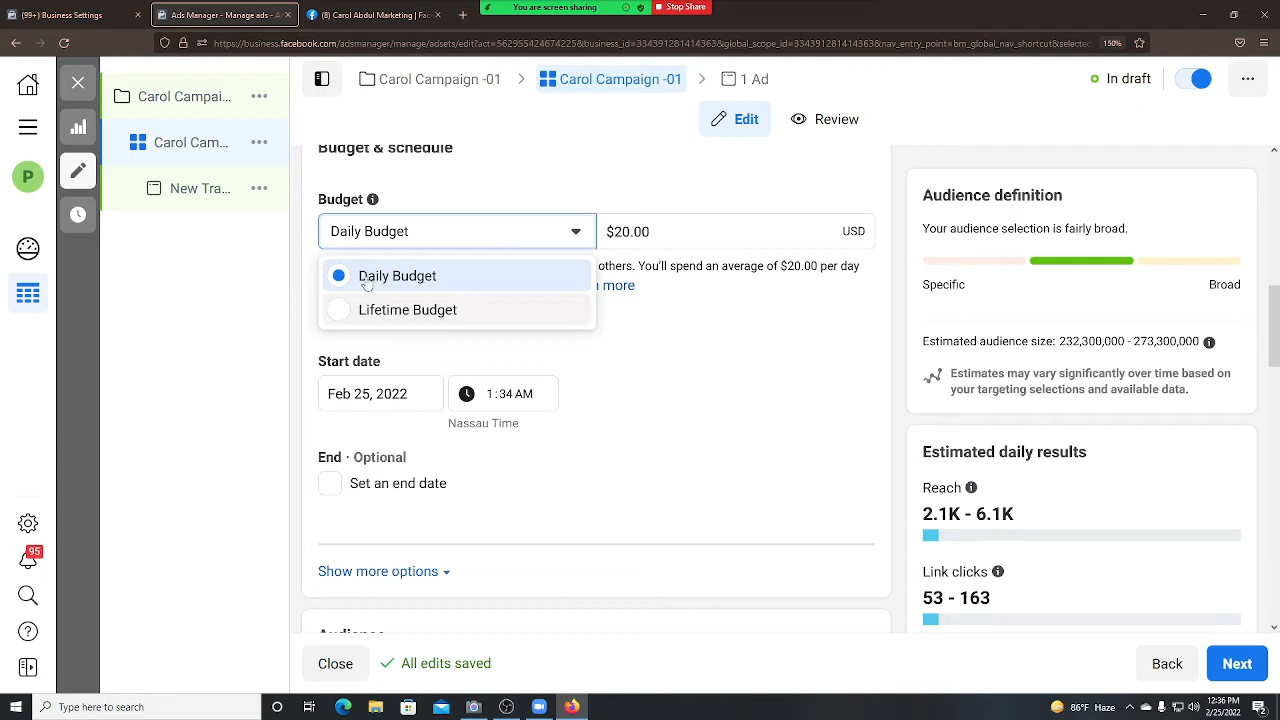 (99+) Business Setting
Ads Manager - Manage ads - A
(8) Carol Abdul Marketing | F
You are screen sharing
Stop Share
https://business.facebook.com/adsmanager/manage/assets/edit?act=562955424674225&business_id=334391281414363&global_scope_id=334391281414363&nav_entry_point=bm_global_nav_shortcut&selectec
150%
Carol Campaign -01
Carol Campaign -01
1 Ad
In draft
Edit
Review
P
95
Carol Campai...
Carol Cam...
New Tra...
Budget & schedule
Budget
Daily Budget
$20.00
USD
Daily Budget
Lifetime Budget
others. You'll spend an average of $20.00 per day
more
Start date
Feb 25, 2022
1:34 AM
Nassau Time
End · Optional
Set an end date
Show more options
Audience definition
Your audience selection is fairly broad.
Specific
Broad
Estimated audience size: 232,300,000 - 273,300,000
Estimates may vary significantly over time based on
your targeting selections and available data.
Estimated daily results
Reach
2.1K - 6.1K
Link clicks
53 - 163
Close
All edits saved
Back
Next
Type here to search
85°F Haze
12:36 PM
2/25/2022